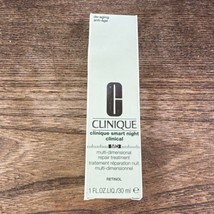 de-aging
anti-âge
C
CLINIQUE
clinique smart night
clinical
multi-dimensional
repair treatment
traitement réparation nuit
multi-dimensionnel
RETINOL
1 FL.OZ.LIQ./30 ml ℮